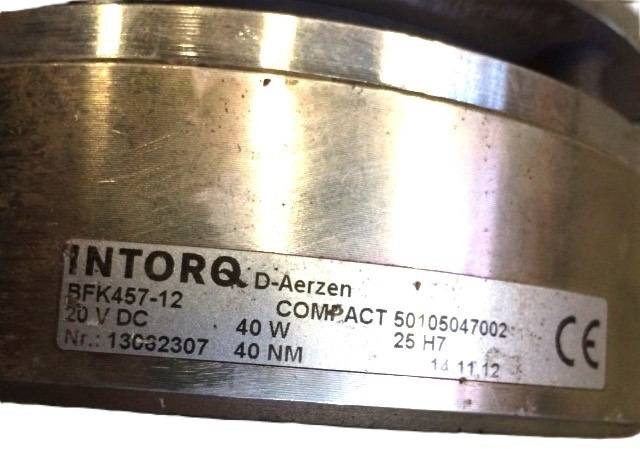 INTORQ D-Aerzen
BFK457-12 COMPACT 50105047002
20 V DC 40 W 25 H7
Nr.: 13032307 40 NM 14.11.12
CE